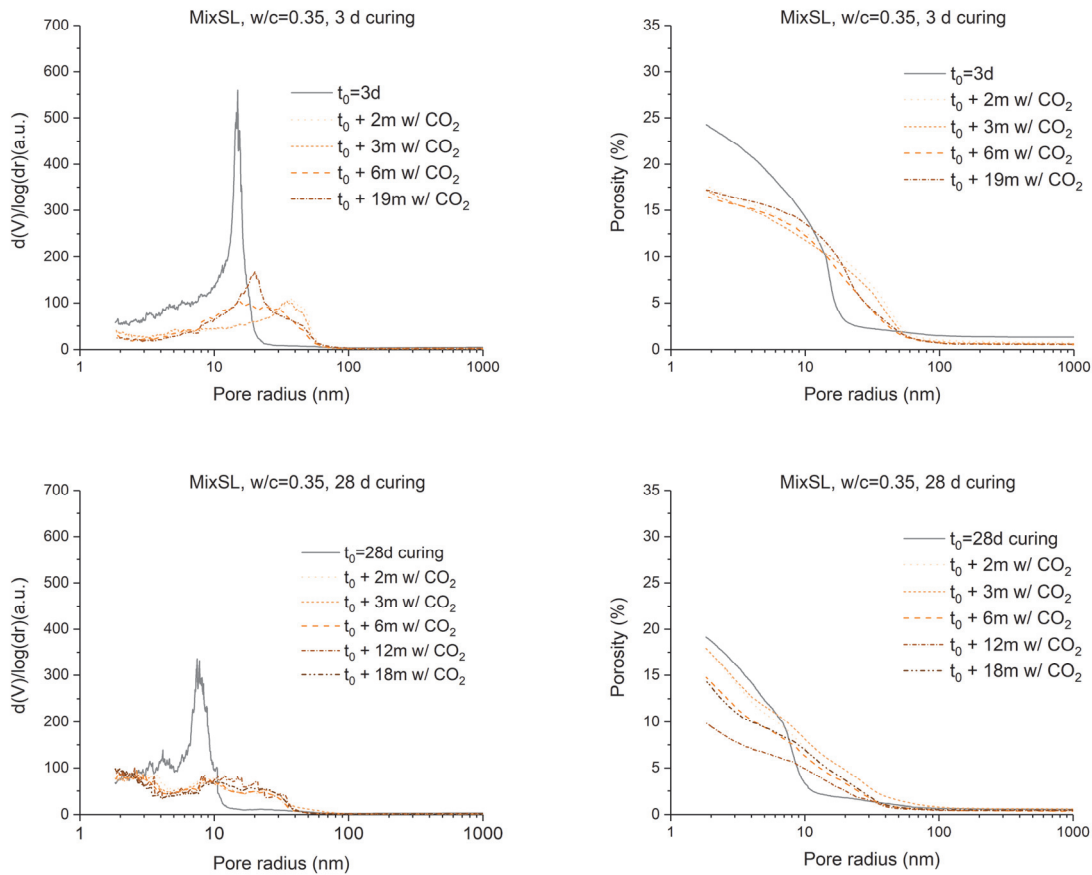 MixSL, w/c=0.35, 3 d curing
700
600
500
400
300
200
100
0
d(V)/log(dr)(a.u.)
t₀=3d
t₀ + 2m w/ CO₂
t₀ + 3m w/ CO₂
t₀ + 6m w/ CO₂
t₀ + 19m w/ CO₂
1 10 100 1000
Pore radius (nm)
MixSL, w/c=0.35, 3 d curing
35
30
25
20
15
10
5
0
Porosity (%)
t₀=3d
t₀ + 2m w/ CO₂
t₀ + 3m w/ CO₂
t₀ + 6m w/ CO₂
t₀ + 19m w/ CO₂
1 10 100 1000
Pore radius (nm)
MixSL, w/c=0.35, 28 d curing
700
600
500
400
300
200
100
0
d(V)/log(dr)(a.u.)
t₀=28d curing
t₀ + 2m w/ CO₂
t₀ + 3m w/ CO₂
t₀ + 6m w/ CO₂
t₀ + 12m w/ CO₂
t₀ + 18m w/ CO₂
1 10 100 1000
Pore radius (nm)
MixSL, w/c=0.35, 28 d curing
35
30
25
20
15
10
5
0
Porosity (%)
t₀=28d curing
t₀ + 2m w/ CO₂
t₀ + 3m w/ CO₂
t₀ + 6m w/ CO₂
t₀ + 12m w/ CO₂
t₀ + 18m w/ CO₂
1 10 100 1000
Pore radius (nm)